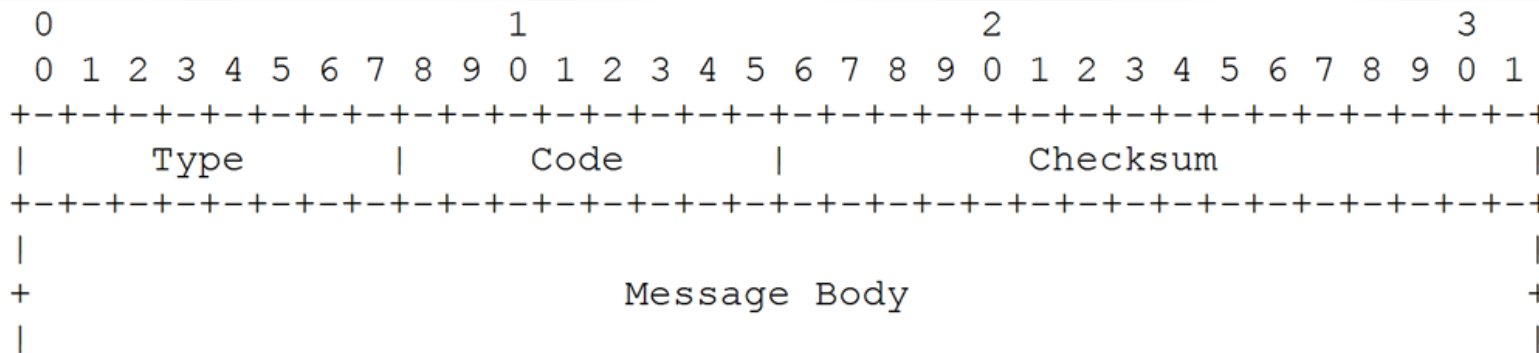 0 1 2 3
0 1 2 3 4 5 6 7 8 9 0 1 2 3 4 5 6 7 8 9 0 1 2 3 4 5 6 7 8 9 0 1
+-+-+-+-+-+-+-+-+-+-+-+-+-+-+-+-+-+-+-+-+-+-+-+-+-+-+-+-+-+-+-+-+
| Type | Code | Checksum |
+-+-+-+-+-+-+-+-+-+-+-+-+-+-+-+-+-+-+-+-+-+-+-+-+-+-+-+-+-+-+-+-+
| |
+ Message Body +
| |